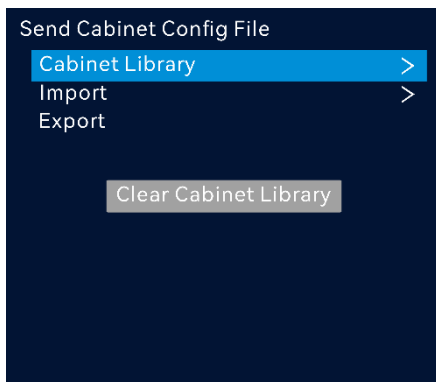 Send Cabinet Config File
Cabinet Library >
Import >
Export
Clear Cabinet Library